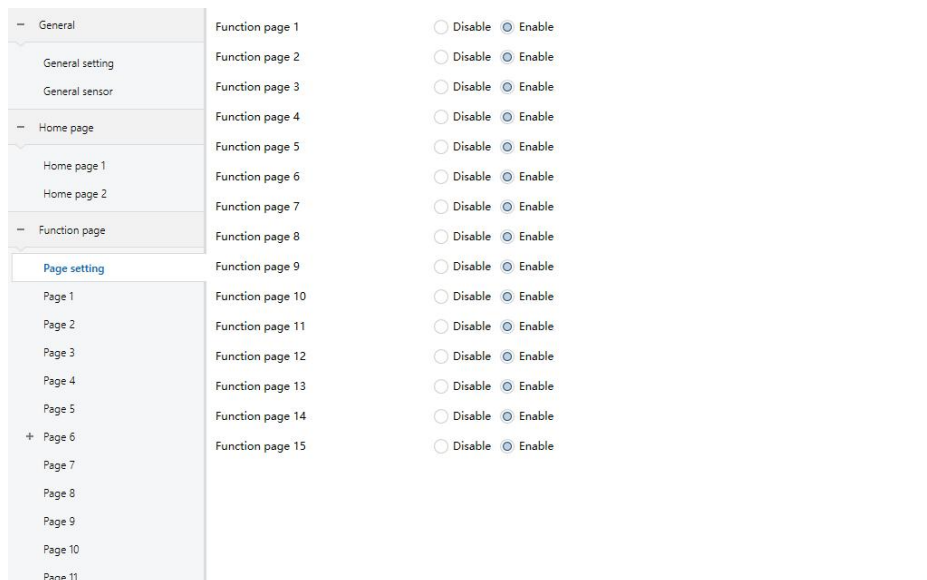 General
General setting
General sensor
Home page
Home page 1
Home page 2
Function page
Page setting
Page 1
Page 2
Page 3
Page 4
Page 5
Page 6
Page 7
Page 8
Page 9
Page 10
Page 11
Function page 1 Disable Enable
Function page 2 Disable Enable
Function page 3 Disable Enable
Function page 4 Disable Enable
Function page 5 Disable Enable
Function page 6 Disable Enable
Function page 7 Disable Enable
Function page 8 Disable Enable
Function page 9 Disable Enable
Function page 10 Disable Enable
Function page 11 Disable Enable
Function page 12 Disable Enable
Function page 13 Disable Enable
Function page 14 Disable Enable
Function page 15 Disable Enable